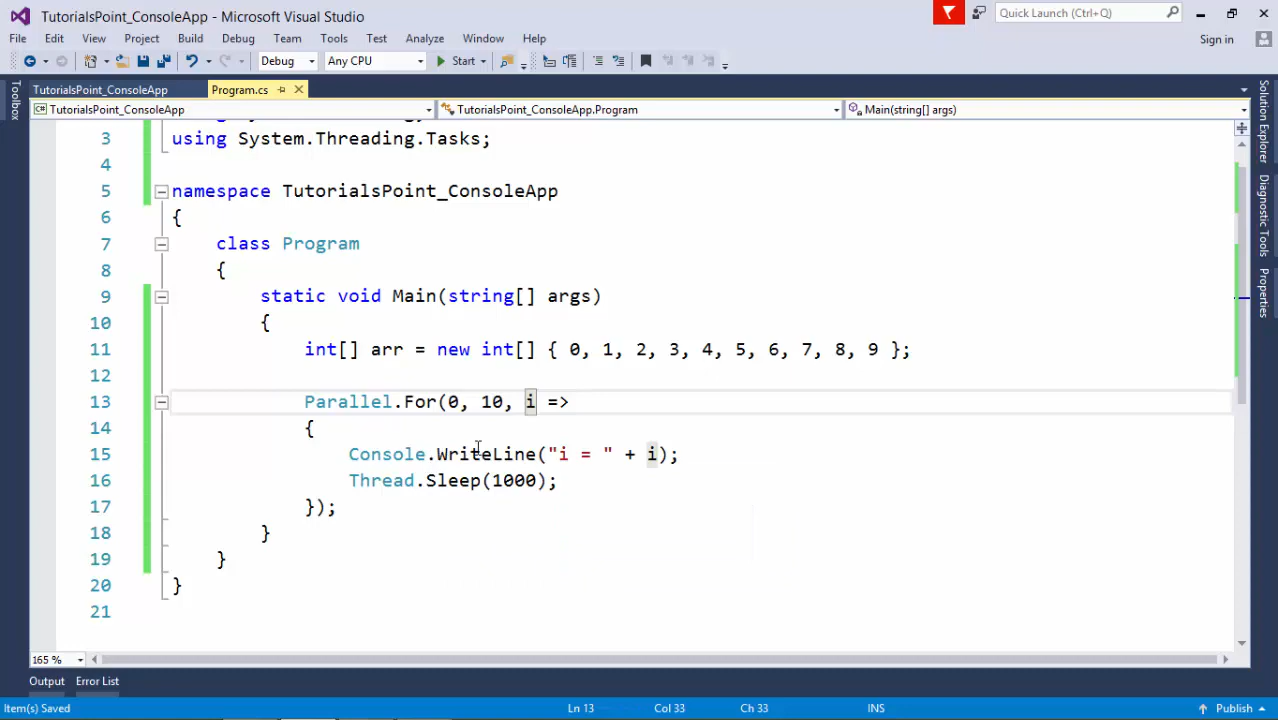 TutorialsPoint_ConsoleApp - Microsoft Visual Studio
Quick Launch (Ctrl+Q)
File Edit View Project Build Debug Team Tools Test Analyze Window Help
Sign in
Debug Any CPU Start
TutorialsPoint_ConsoleApp Program.cs
TutorialsPoint_ConsoleApp TutorialsPoint_ConsoleApp.Program Main(string[] args)
Toolbox
Solution Explorer
Diagnostic Tools
Properties
3 using System.Threading.Tasks;
4
5 namespace TutorialsPoint_ConsoleApp
6 {
7 class Program
8 {
9 static void Main(string[] args)
10 {
11 int[] arr = new int[] { 0, 1, 2, 3, 4, 5, 6, 7, 8, 9 };
12
13 Parallel.For(0, 10, i =>
14 {
15 Console.WriteLine("i = " + i);
16 Thread.Sleep(1000);
17 });
18 }
19 }
20 }
21
165 %
Output Error List
Item(s) Saved Ln 13 Col 33 Ch 33 INS Publish